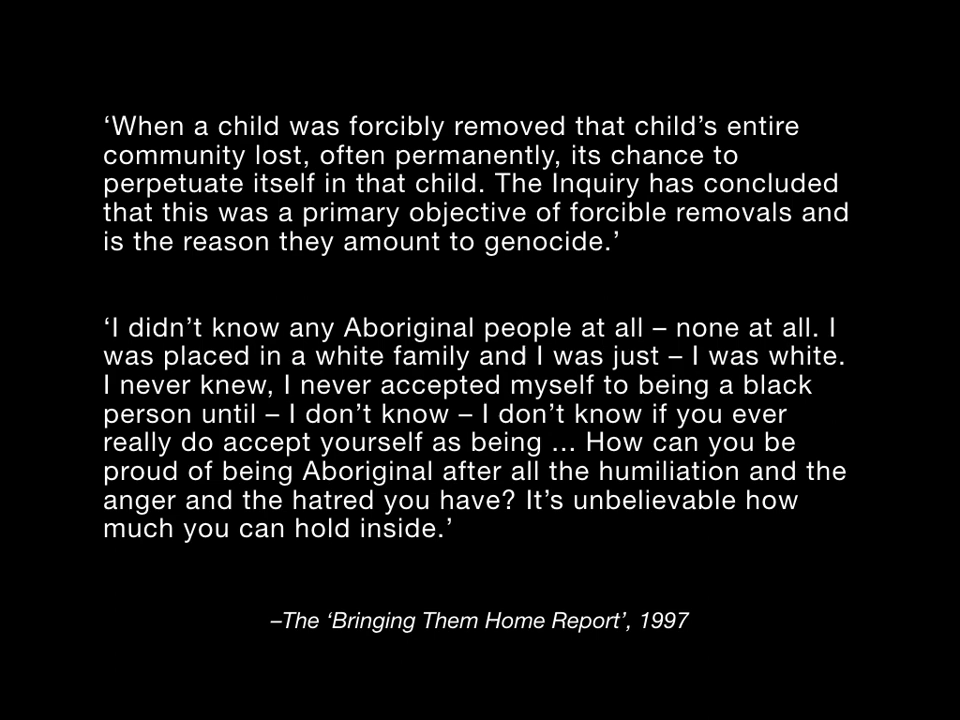 ‘When a child was forcibly removed that child’s entire
community lost, often permanently, its chance to
perpetuate itself in that child. The Inquiry has concluded
that this was a primary objective of forcible removals and
is the reason they amount to genocide.’
‘I didn’t know any Aboriginal people at all – none at all. I
was placed in a white family and I was just – I was white.
I never knew, I never accepted myself to being a black
person until – I don’t know – I don’t know if you ever
really do accept yourself as being ... How can you be
proud of being Aboriginal after all the humiliation and the
anger and the hatred you have? It’s unbelievable how
much you can hold inside.’
–The ‘Bringing Them Home Report’, 1997